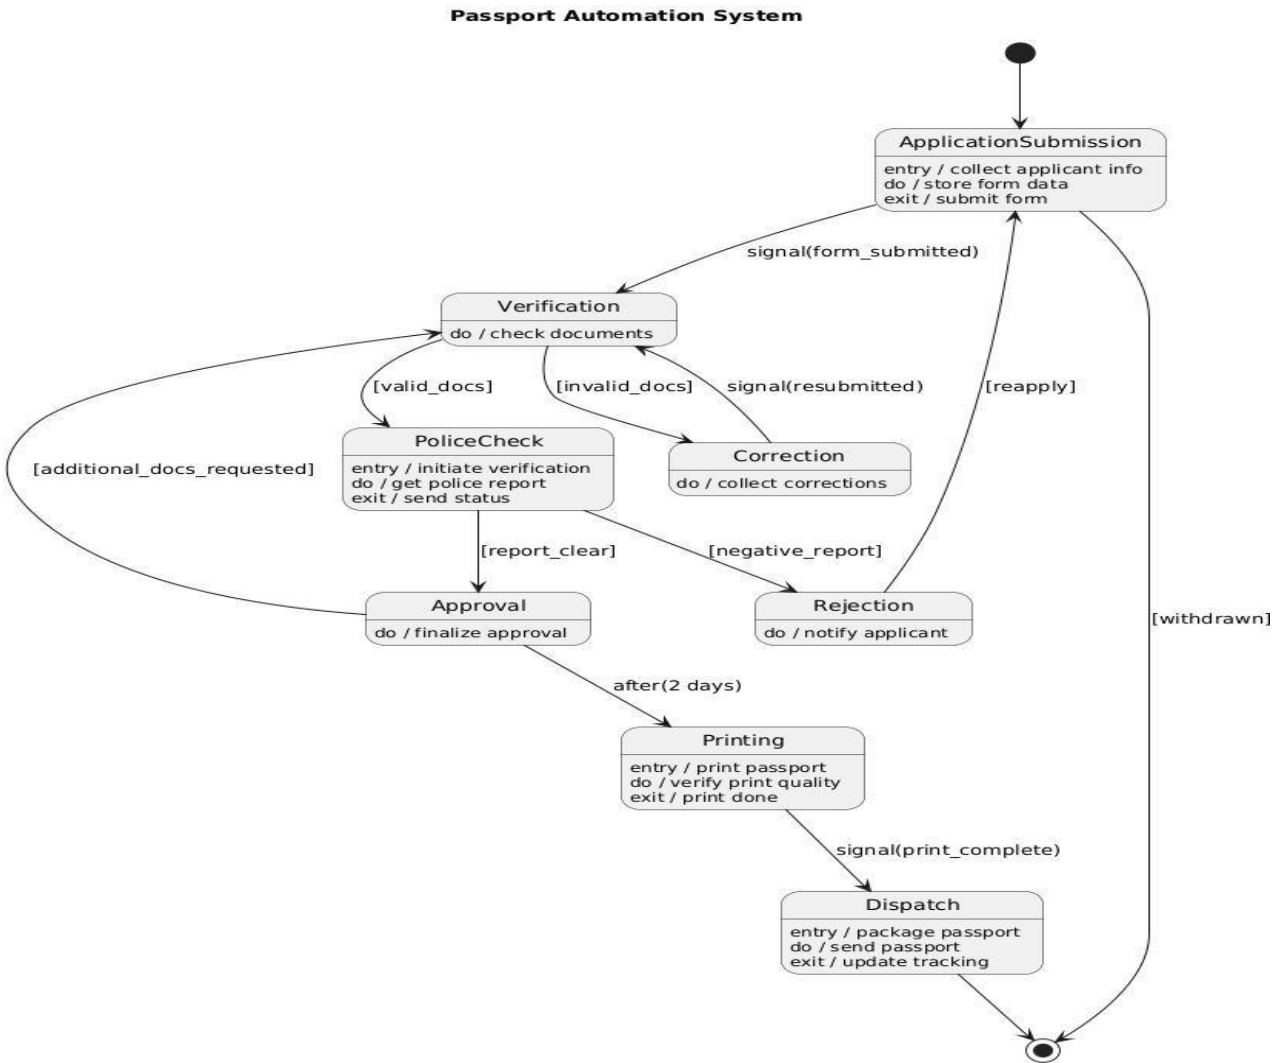 Passport Automation System
ApplicationSubmission
entry / collect applicant info
do / store form data
exit / submit form
signal(form_submitted)
Verification
do / check documents
[valid_docs]
[invalid_docs]
signal(resubmitted)
[reapply]
PoliceCheck
entry / initiate verification
do / get police report
exit / send status
Correction
do / collect corrections
[additional_docs_requested]
[report_clear]
[negative_report]
Approval
do / finalize approval
Rejection
do / notify applicant
[withdrawn]
after(2 days)
Printing
entry / print passport
do / verify print quality
exit / print done
signal(print_complete)
Dispatch
entry / package passport
do / send passport
exit / update tracking